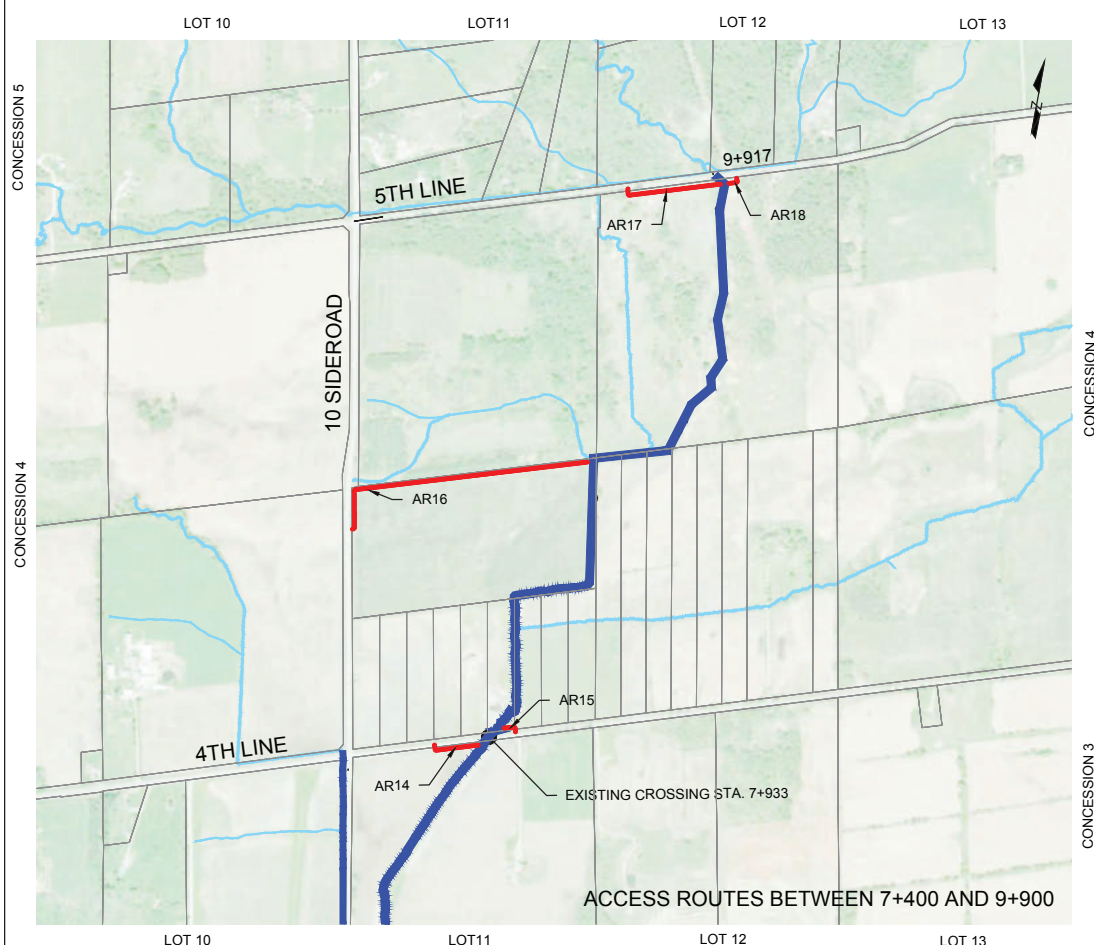 LOT 10
LOT11
LOT 12
LOT 13
CONCESSION 5
N
9+917
5TH LINE
AR17
AR18
10 SIDEROAD
CONCESSION 4
CONCESSION 4
AR16
AR15
4TH LINE
AR14
EXISTING CROSSING STA. 7+933
CONCESSION 3
ACCESS ROUTES BETWEEN 7+400 AND 9+900
LOT 10
LOT11
LOT 12
LOT 13